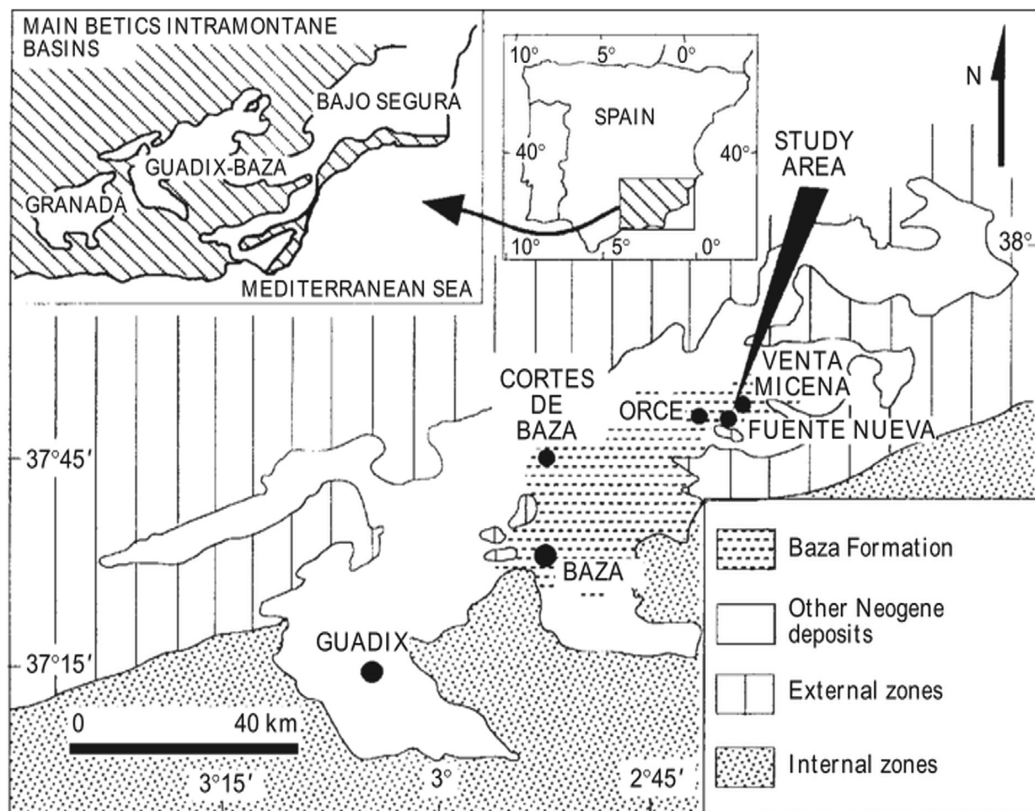 MAIN BETICS INTRAMONTANE
BASINS
BAJO SEGURA
GUADIX-BAZA
GRANADA
MEDITERRANEAN SEA
10° 5° 0°
SPAIN
40° 40°
10° 5° 0°
N
STUDY
AREA
38°
VENTA
MICENA
CORTES
DE
BAZA
ORCE
FUENTE NUEVA
37°45'
BAZA
GUADIX
37°15'
0 40 km
3°15' 3° 2°45'
Baza Formation
Other Neogene
deposits
External zones
Internal zones